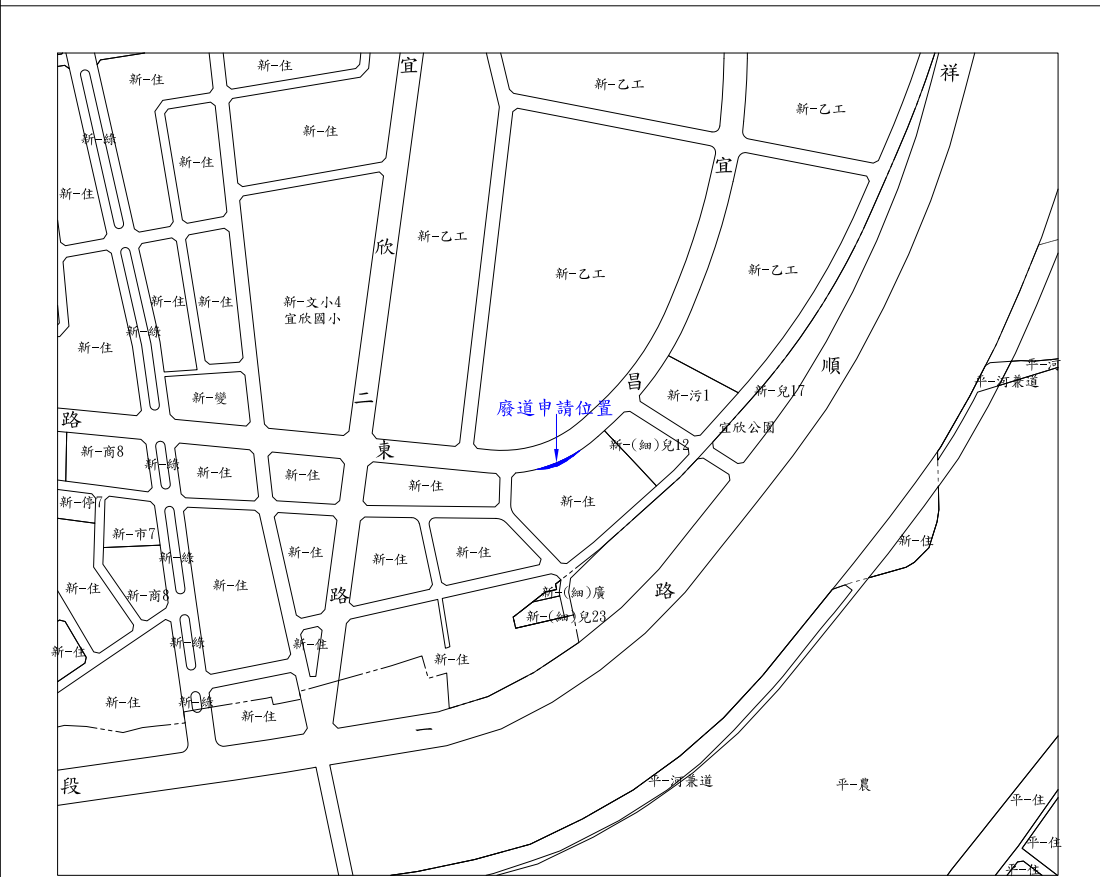 宜
祥
新-住
新-住
新-乙工
新-乙工
新-綠
新-住
新-住
宜
新-住
欣
新-乙工
新-乙工
新-乙工
新-住
新-住
新-文小4
宜欣國小
新-綠
新-住
順
平-河
平-河兼道
昌
新-污1
新-兒17
新-變
二
廢道申請位置
路
宜欣公園
新-(細)兒12
東
新-商8
新-綠
新-住
新-住
新-住
新-住
新-停7
新-市7
新-住
新-綠
新-住
新-住
新-住
新-住
新-住
新-商8
路
新-(細)廣
路
新-(細)兒23
新-綠
新-住
新-住
新-住
新-住
新-綠
新-住
一
段
平-河兼道
平-農
平-住
平-住
平-住